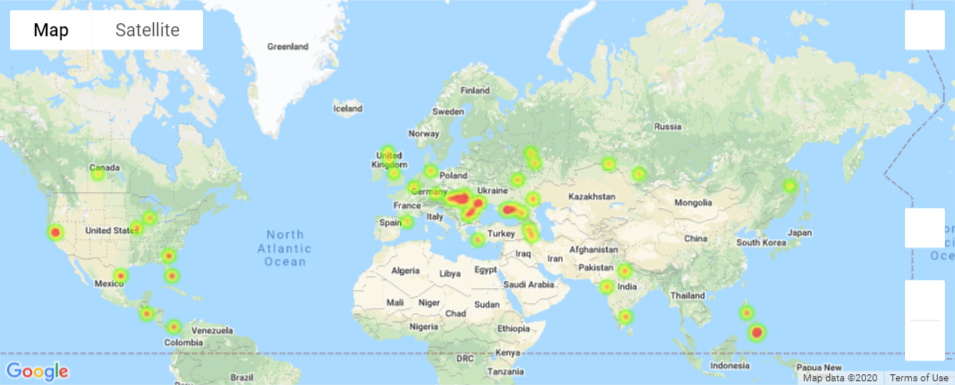 Map
Satellite
Greenland
Iceland
Finland
Sweden
Norway
Russia
Canada
United
Kingdom
Poland
Germany
Ukraine
Kazakhstan
France
Mongolia
Italy
Spain
United States
North
Atlantic
Ocean
Turkey
China
Japan
South Korea
Afghanistan
Iraq
Iran
Algeria
Libya
Egypt
Pakistan
Saudi Arabia
Mexico
India
Mali
Niger
Sudan
Thailand
Chad
Nigeria
Ethiopia
Venezuela
Colombia
Kenya
DRC
Indonesia
Papua New
Tanzania
Brazil
Oce
Google
Map data ©2020
Terms of Use